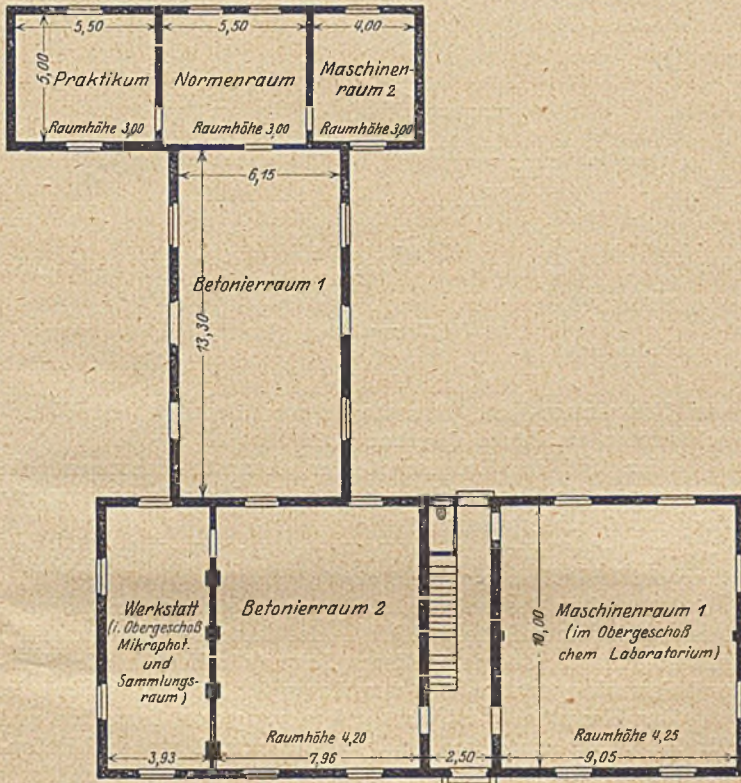 5,50
5,50
4,00
5,00
Praktikum
Normenraum
Maschinen-
raum 2
Raumhöhe 3,00
Raumhöhe 3,00
Raumhöhe 3,00
6,15
Betonierraum 1
13,30
Werkstatt
(i. Obergeschoß
Mikrophot.
und
Sammlungs-
raum)
Betonierraum 2
10,00
Maschinenraum 1
(im Obergeschoß
chem. Laboratorium)
Raumhöhe 4,20
Raumhöhe 4,25
3,93
7,96
2,50
9,05